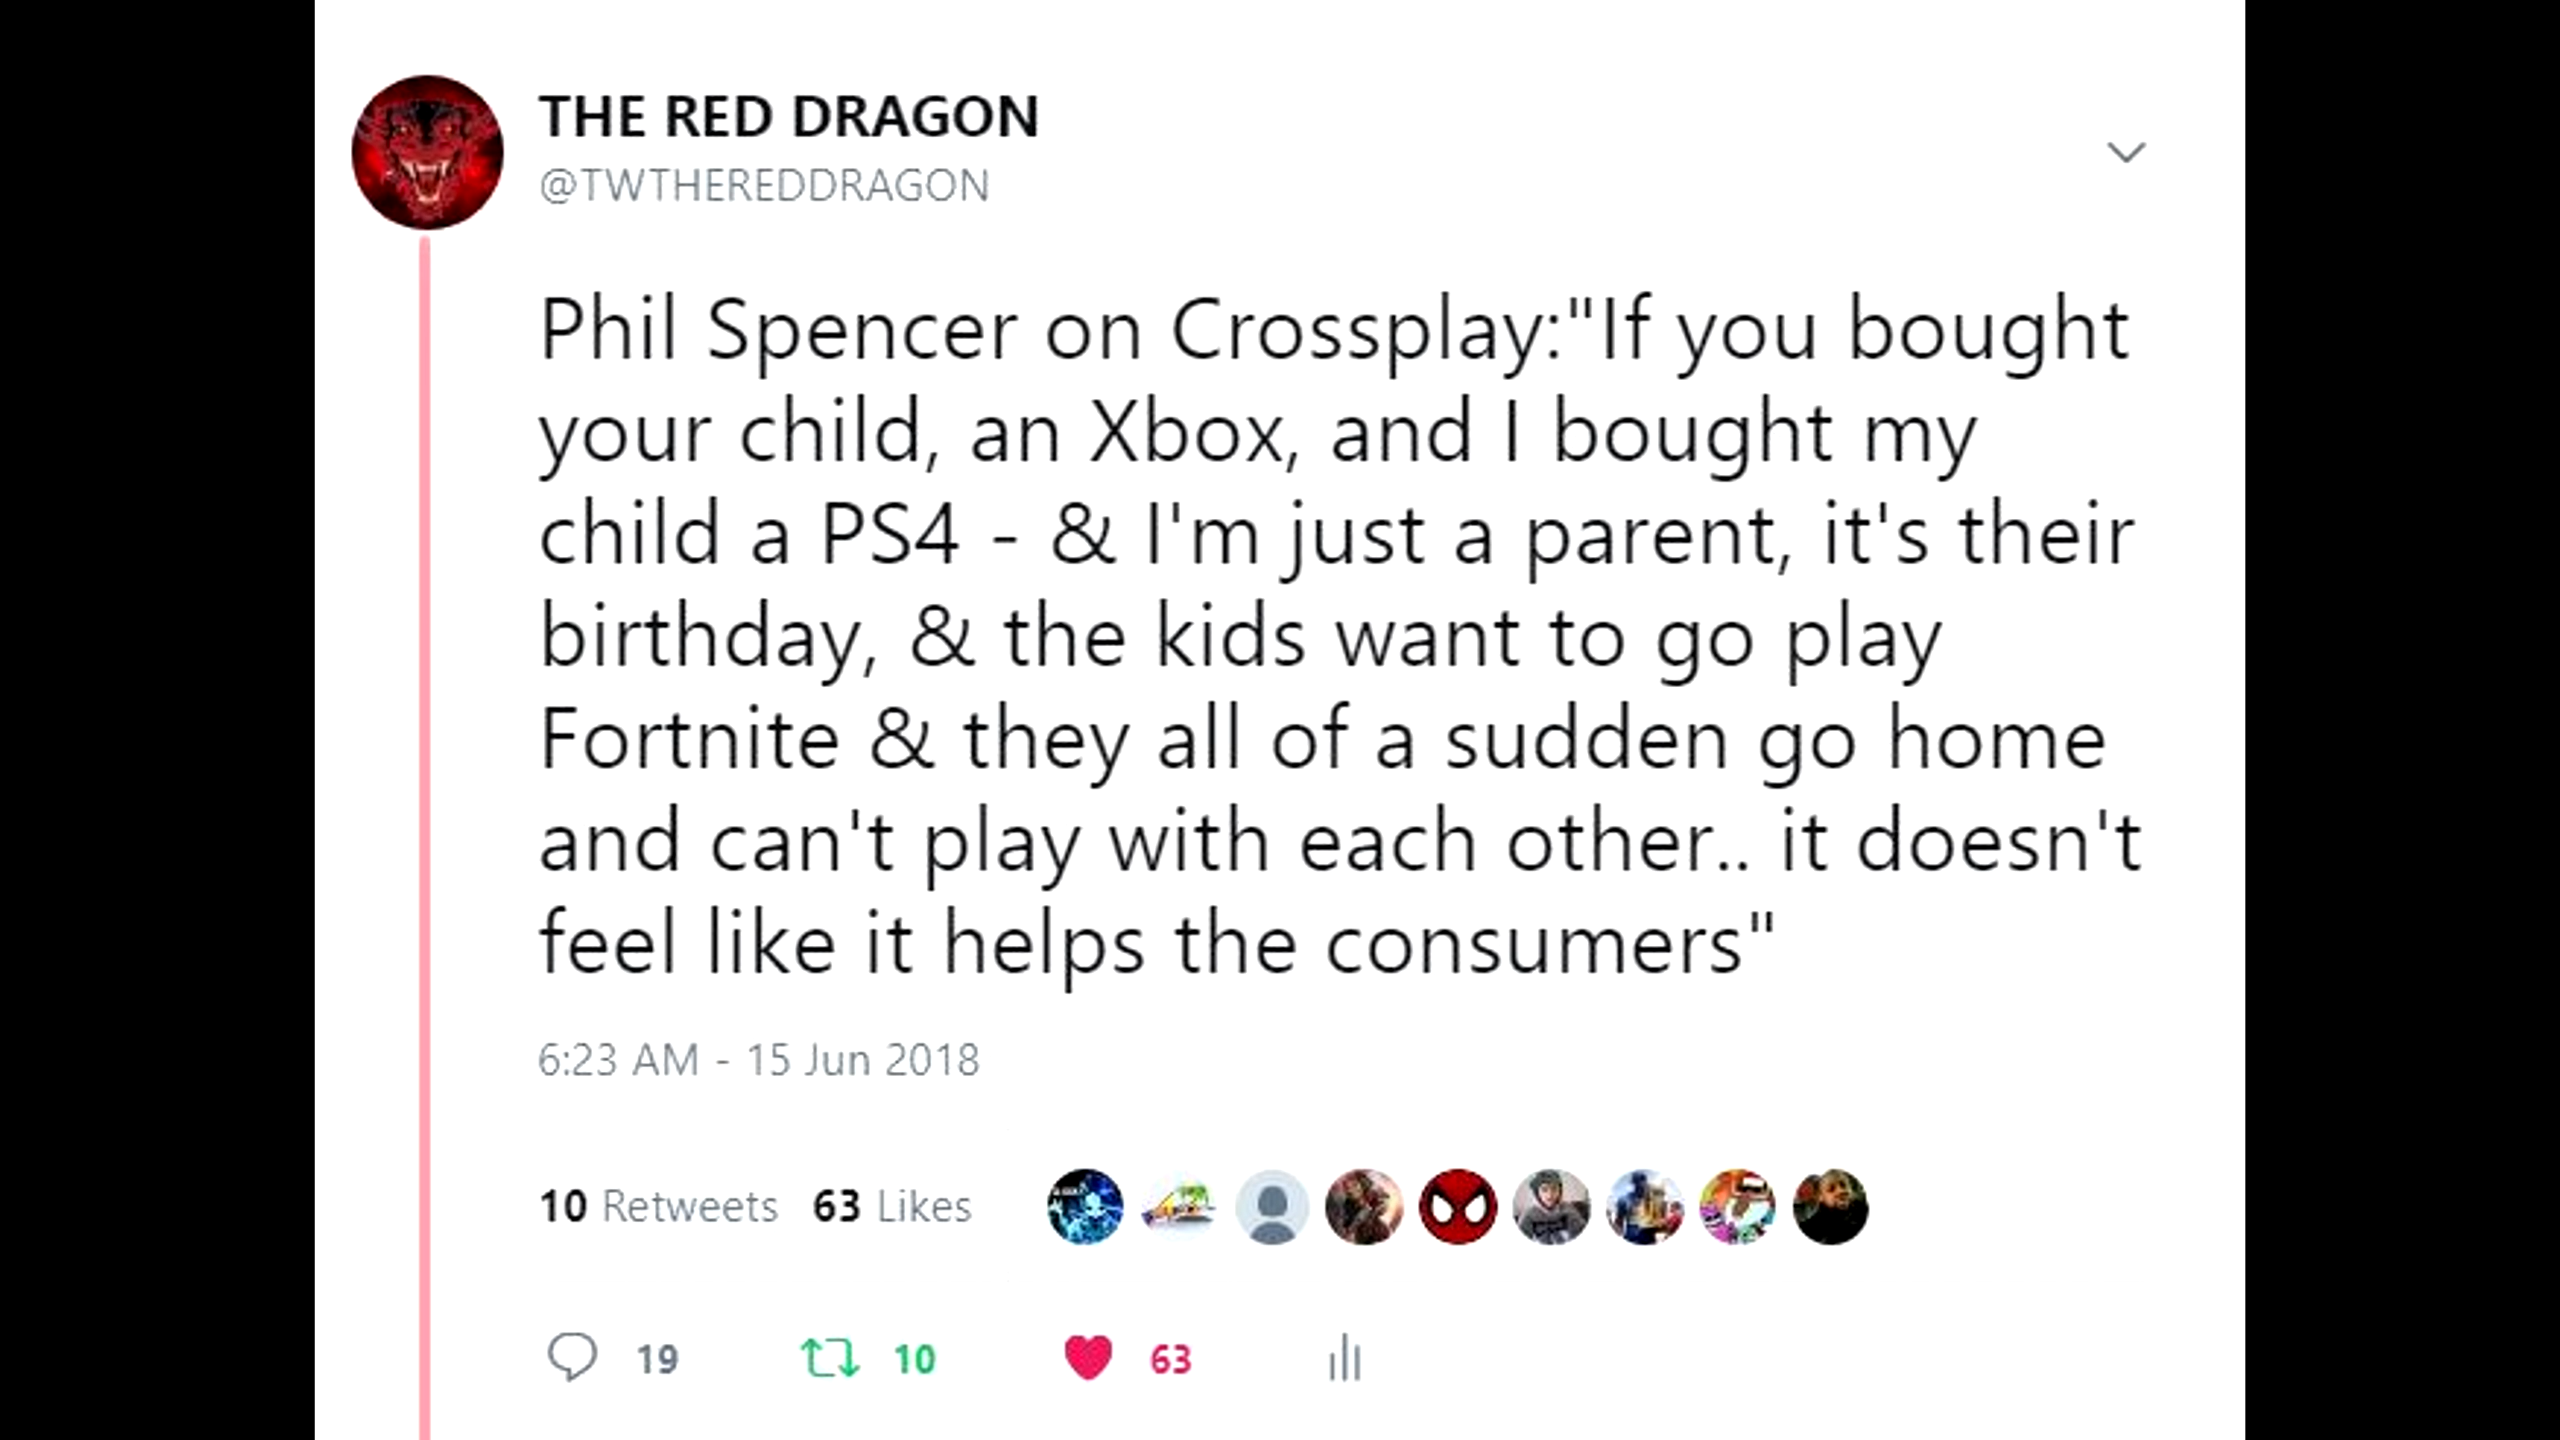 THE RED DRAGON
@TWTHEREDDRAGON
Phil Spencer on Crossplay:"If you bought
your child, an Xbox, and I bought my
child a PS4 - & I'm just a parent, it's their
birthday, & the kids want to go play
Fortnite & they all of a sudden go home
and can't play with each other.. it doesn't
feel like it helps the consumers"
6:23 AM - 15 Jun 2018
10 Retweets 63 Likes
19 10 63